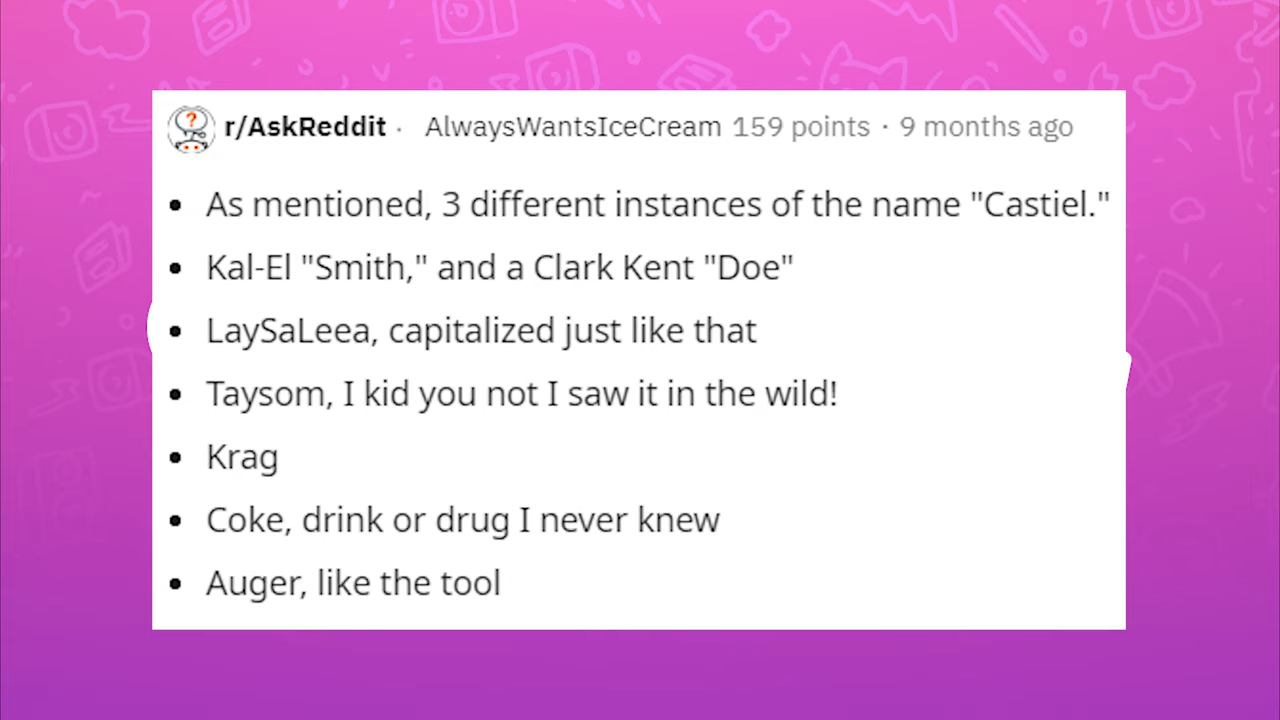 r/AskReddit · AlwaysWantsIceCream 159 points · 9 months ago
• As mentioned, 3 different instances of the name "Castiel."
• Kal-El "Smith," and a Clark Kent "Doe"
• LaySaLeea, capitalized just like that
• Taysom, I kid you not I saw it in the wild!
• Krag
• Coke, drink or drug I never knew
• Auger, like the tool